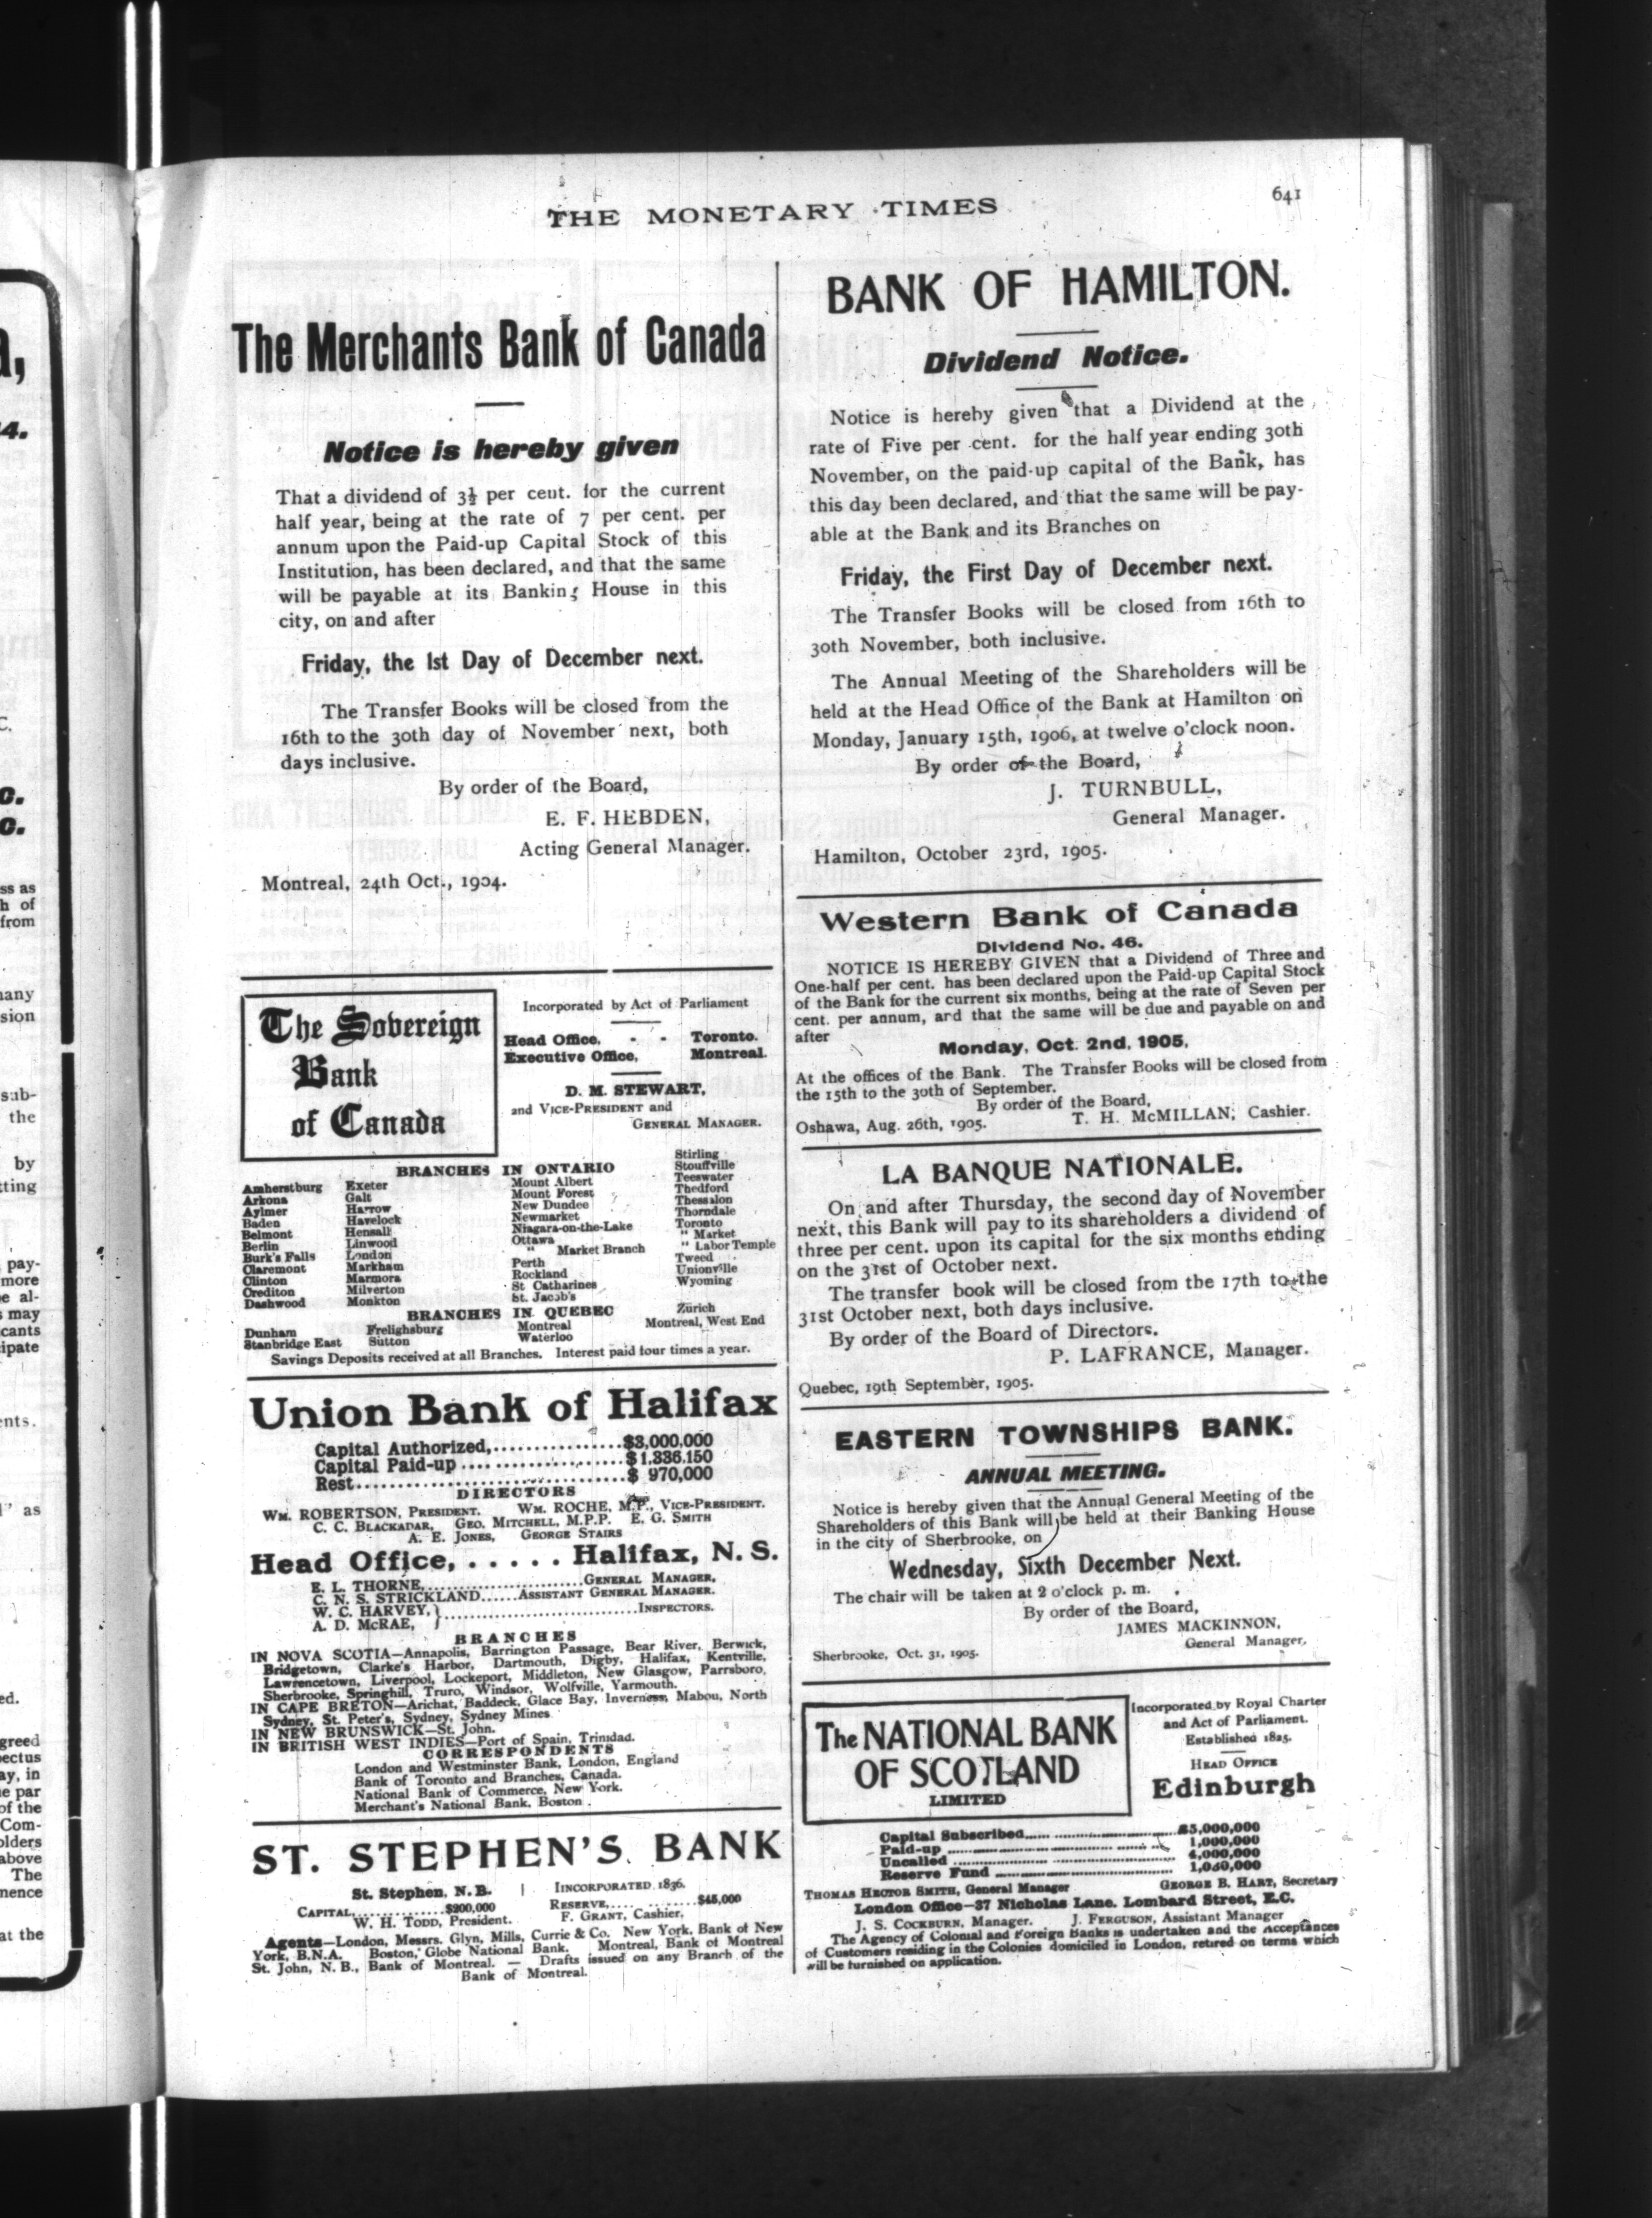 THE MONETARY TIMES
641
The Merchants Bank of Canada
Notice is hereby given
That a dividend of 3½ per cent. for the current
half year, being at the rate of 7 per cent. per
annum upon the Paid-up Capital Stock of this
Institution, has been declared, and that the same
will be payable at its Banking House in this
city, on and after
Friday, the 1st Day of December next.
The Transfer Books will be closed from the
16th to the 30th day of November next, both
days inclusive.
By order of the Board,
E. F. HEBDEN,
Acting General Manager.
Montreal, 24th Oct., 1904.
The Sovereign
Bank
of Canada
Incorporated by Act of Parliament
Head Office, - - Toronto.
Executive Office, Montreal.
D. M. STEWART,
and VICE-PRESIDENT and
GENERAL MANAGER.
BRANCHES IN ONTARIO
Amherstburg
Arkona
Aylmer
Baden
Belmont
Berlin
Burk's Falls
Claremont
Clinton
Crediton
Dashwood
Exeter
Galt
Harrow
Havelock
Hensall
Linwood
London
Markham
Marmora
Milverton
Monkton
Mount Albert
Mount Forest
New Dundee
Newmarket
Niagara-on-the-Lake
Ottawa
" Market Branch
Perth
Rockland
St Catharines
St. Jacob's
Stirling
Stouffville
Teeswater
Thedford
Thessalon
Thorndale
Toronto
" Market
" Labor Temple
Tweed
Unionville
Wyoming
Zurich
BRANCHES IN QUEBEC
Dunham Frelighsburg Montreal Montreal, West End
Stanbridge East Sutton Waterloo
Savings Deposits received at all Branches. Interest paid four times a year.
Union Bank of Halifax
Capital Authorized,................$3,000,000
Capital Paid-up ....................$1,336,150
Rest.................................$ 970,000
DIRECTORS
WM. ROBERTSON, PRESIDENT. WM. ROCHE, M.P., VICE-PRESIDENT.
C. C. BLACKADAR, GEO. MITCHELL, M.P.P. E. G. SMITH
A. E. JONES, GEORGE STAIRS
Head Office, . . . . . Halifax, N. S.
E. L. THORNE,..........................GENERAL MANAGER,
C. N. S. STRICKLAND......ASSISTANT GENERAL MANAGER.
W. C. HARVEY,
A. D. McRAE, } ................................INSPECTORS.
BRANCHES
IN NOVA SCOTIA—Annapolis, Barrington Passage, Bear River, Berwick,
Bridgetown, Clarke's Harbor, Dartmouth, Digby, Halifax, Kentville,
Lawrencetown, Liverpool, Lockeport, Middleton, New Glasgow, Parrsboro,
Sherbrooke, Springhill, Truro, Windsor, Wolfville, Yarmouth.
IN CAPE BRETON—Arichat, Baddeck, Glace Bay, Inverness, Mabou, North
Sydney, St. Peter's, Sydney, Sydney Mines
IN NEW BRUNSWICK—St. John.
IN BRITISH WEST INDIES—Port of Spain, Trinidad.
CORRESPONDENTS
London and Westminster Bank, London, England
Bank of Toronto and Branches, Canada.
National Bank of Commerce, New York.
Merchant's National Bank, Boston .
ST. STEPHEN'S BANK
St. Stephen, N. B. | INCORPORATED 1836.
CAPITAL,..............$200,000 RESERVE,..............$45,000
W. H. TODD, President. F. GRANT, Cashier.
Agents—London, Messrs. Glyn, Mills, Currie & Co. New York, Bank of New
York, B.N.A. Boston, Globe National Bank. Montreal, Bank of Montreal
St. John, N. B., Bank of Montreal. — Drafts issued on any Branch of the
Bank of Montreal.
BANK OF HAMILTON.
Dividend Notice.
Notice is hereby given that a Dividend at the
rate of Five per cent. for the half year ending 30th
November, on the paid-up capital of the Bank, has
this day been declared, and that the same will be pay-
able at the Bank and its Branches on
Friday, the First Day of December next.
The Transfer Books will be closed from 16th to
30th November, both inclusive.
The Annual Meeting of the Shareholders will be
held at the Head Office of the Bank at Hamilton on
Monday, January 15th, 1906, at twelve o'clock noon.
By order of the Board,
J. TURNBULL,
General Manager.
Hamilton, October 23rd, 1905.
Western Bank of Canada
Dividend No. 46.
NOTICE IS HEREBY GIVEN that a Dividend of Three and
One-half per cent. has been declared upon the Paid-up Capital Stock
of the Bank for the current six months, being at the rate of Seven per
cent. per annum, and that the same will be due and payable on and
after
Monday, Oct. 2nd, 1905,
At the offices of the Bank. The Transfer Books will be closed from
the 15th to the 30th of September.
By order of the Board,
T. H. McMILLAN, Cashier.
Oshawa, Aug. 26th, 1905.
LA BANQUE NATIONALE.
On and after Thursday, the second day of November
next, this Bank will pay to its shareholders a dividend of
three per cent. upon its capital for the six months ending
on the 31st of October next.
The transfer book will be closed from the 17th to the
31st October next, both days inclusive.
By order of the Board of Directors.
P. LAFRANCE, Manager.
Quebec, 19th September, 1905.
EASTERN TOWNSHIPS BANK.
ANNUAL MEETING.
Notice is hereby given that the Annual General Meeting of the
Shareholders of this Bank will be held at their Banking House
in the city of Sherbrooke, on
Wednesday, Sixth December Next.
The chair will be taken at 2 o'clock p. m.
By order of the Board,
JAMES MACKINNON,
General Manager,
Sherbrooke, Oct. 31, 1905.
The NATIONAL BANK
OF SCOTLAND
LIMITED
Incorporated by Royal Charter
and Act of Parliament.
Established 1825.
HEAD OFFICE
Edinburgh
Capital Subscribed..................................£5,000,000
Paid-up .................................................. 1,000,000
Uncalled ................................................ 4,000,000
Reserve Fund ........................................ 1,030,000
THOMAS HECTOR SMITH, General Manager GEORGE B. HART, Secretary
London Office—37 Nicholas Lane, Lombard Street, E.C.
J. S. COCKBURN, Manager. J. FERGUSON, Assistant Manager
The Agency of Colonial and Foreign Banks is undertaken and the Acceptances
of Customers residing in the Colonies domiciled in London, retired on terms which
will be furnished on application.